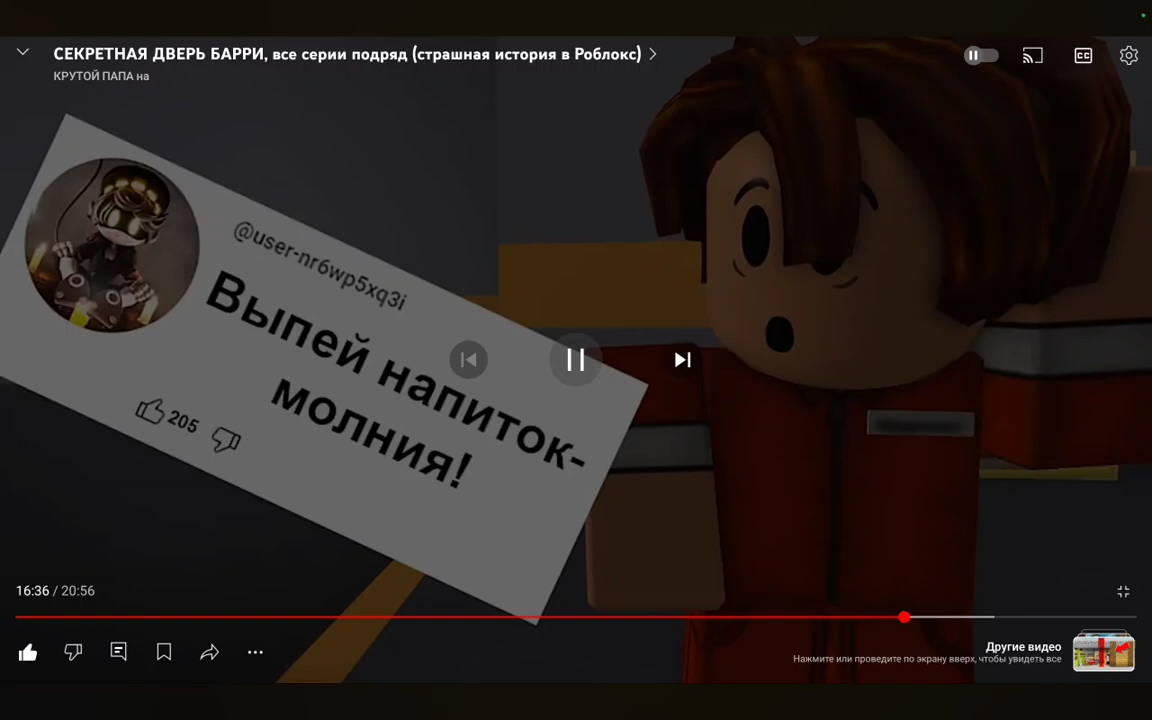 СЕКРЕТНАЯ ДВЕРЬ БАРРИ, все серии подряд (страшная история в Роблокс)
КРУТОЙ ПАПА на
CC
@user-nr6wp5xq3i
Выпей напиток-
молния!
205
16:36 / 20:56
Другие видео
Нажмите или проведите по экрану вверх, чтобы увидеть все